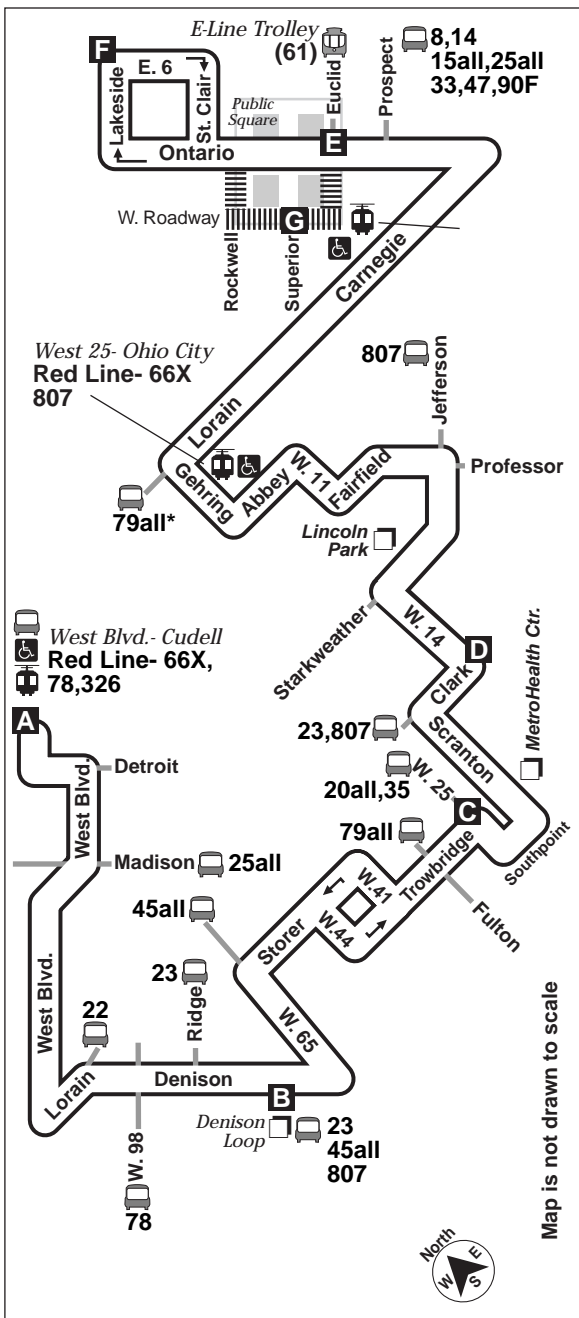 E-Line Trolley
(61)
8,14
15all,25all
33,47,90F
F
E. 6
Lakeside
St. Clair
Public
Square
Euclid
Prospect
E
Ontario
W. Roadway
G
Rockwell
Superior
Carnegie
West 25- Ohio City
Red Line- 66X
807
Lorain
807
Jefferson
Gehring
Abbey
W. 11
Fairfield
Professor
79all*
Lincoln
Park
W. 14
Starkweather
D
Clark
MetroHealth Ctr.
West Blvd.- Cudell
Red Line- 66X,
78,326
A
23,807
Scranton
Detroit
West Blvd.
W. 25
20all,35
C
Southpoint
79all
Trowbridge
Madison
25all
W. 41
45all
Fulton
W. 44
Storer
West Blvd.
23
Ridge
22
W. 65
Lorain
Denison
B
Denison
Loop
23
45all
807
W. 98
78
Map is not drawn to scale
North
W
E
S